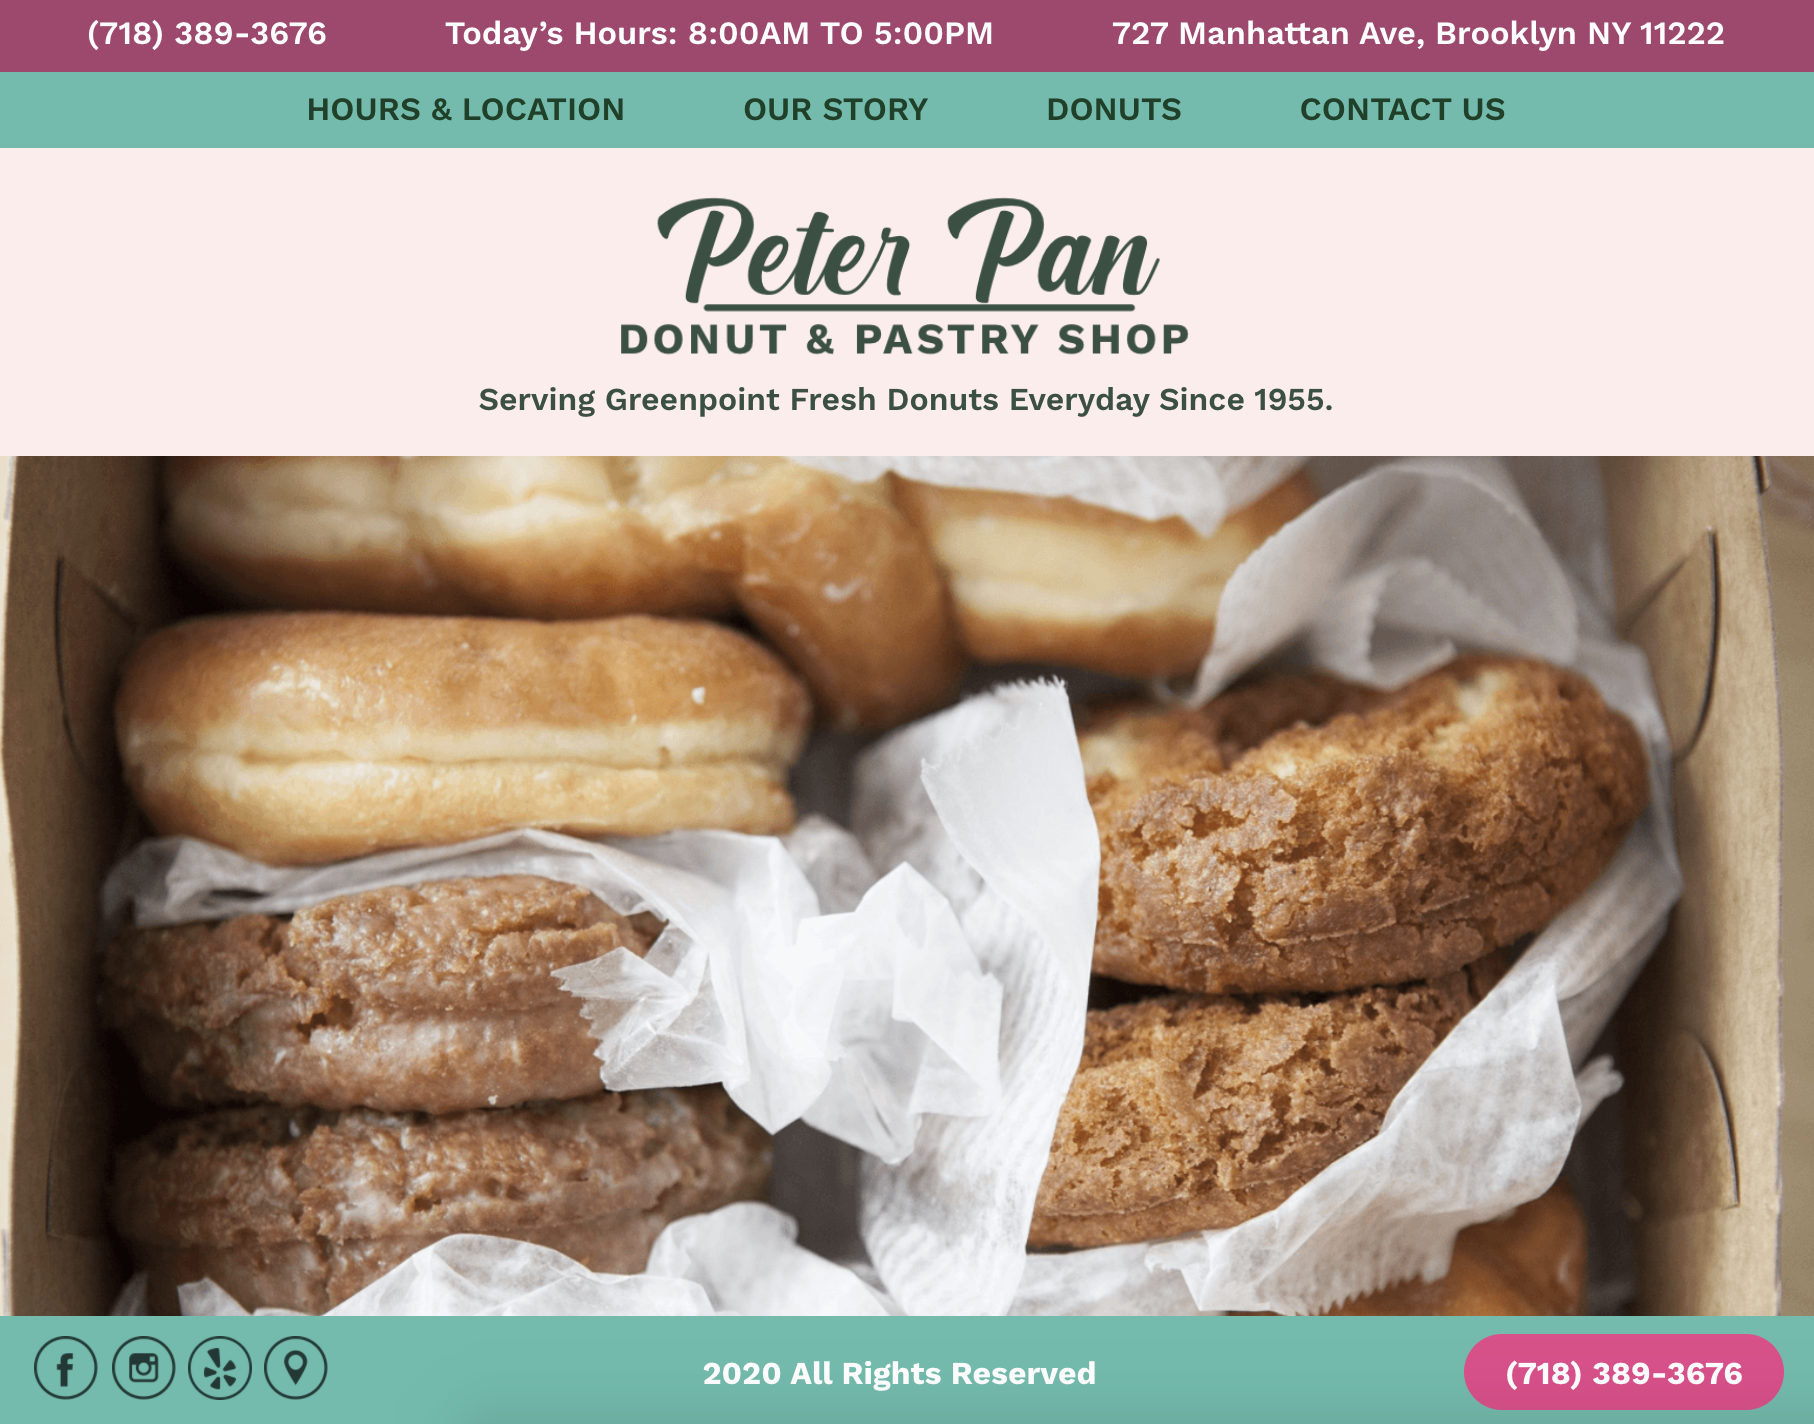 (718) 389-3676 Today’s Hours: 8:00AM TO 5:00PM 727 Manhattan Ave, Brooklyn NY 11222
HOURS & LOCATION OUR STORY DONUTS CONTACT US
Peter Pan
DONUT & PASTRY SHOP
Serving Greenpoint Fresh Donuts Everyday Since 1955.
2020 All Rights Reserved (718) 389-3676